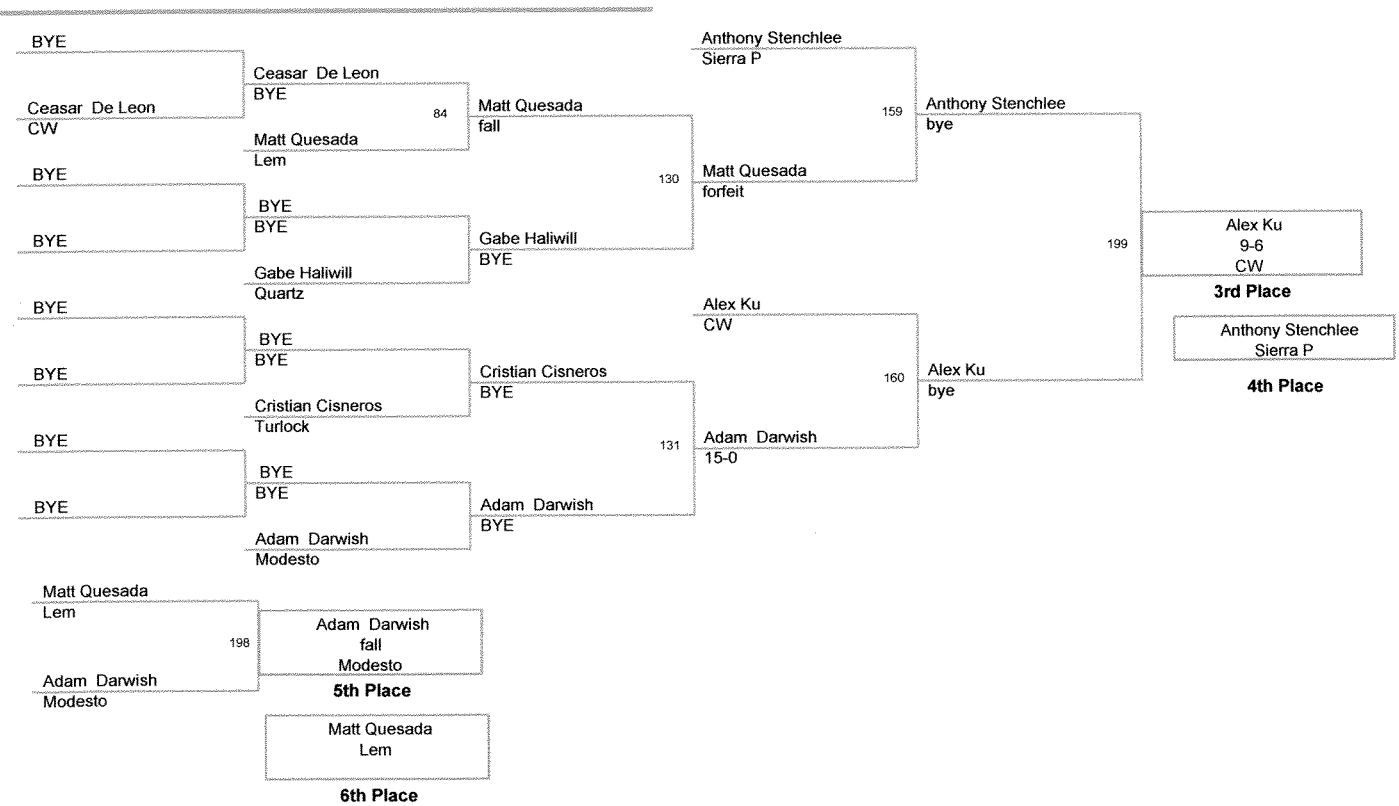 BYE
Ceasar De Leon
CW
BYE
BYE
BYE
BYE
BYE
BYE
Ceasar De Leon
BYE
84
Matt Quesada
Lem
BYE
BYE
Gabe Haliwill
Quartz
BYE
BYE
Cristian Cisneros
Turlock
BYE
BYE
Adam Darwish
Modesto
Matt Quesada
fall
130
Gabe Haliwill
BYE
Cristian Cisneros
BYE
131
Adam Darwish
BYE
Anthony Stenchlee
Sierra P
159
Matt Quesada
forfeit
Alex Ku
CW
160
Adam Darwish
15-0
Anthony Stenchlee
bye
199
Alex Ku
bye
Alex Ku
9-6
CW
3rd Place
Anthony Stenchlee
Sierra P
4th Place
Matt Quesada
Lem
198
Adam Darwish
Modesto
Adam Darwish
fall
Modesto
5th Place
Matt Quesada
Lem
6th Place